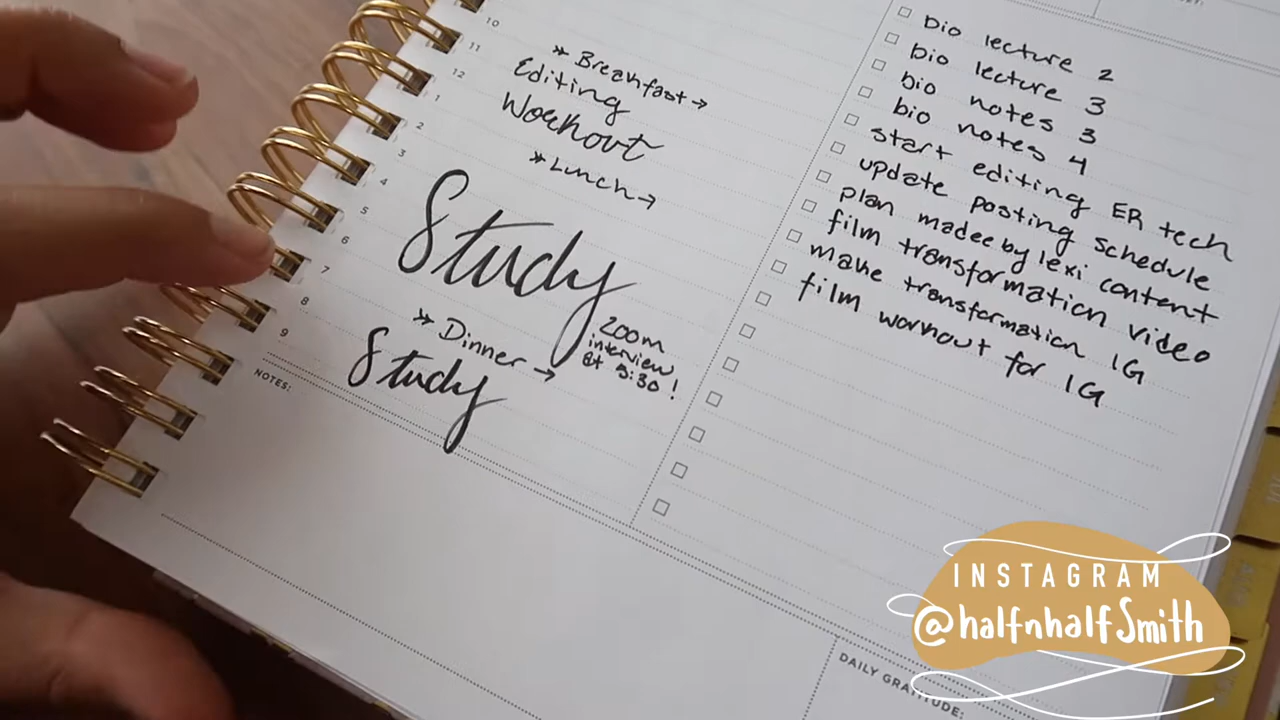 10
11
12
1
2
3
4
5
6
7
8
9
» Breakfast →
Editing
Workout
» Lunch →
Study
» Dinner →
zoom
interview
at 5:30!
Study
NOTES:
bio lecture 2
bio lecture 3
bio notes 3
bio notes 4
start editing ER tech
update posting schedule
plan madeebylexi content
film transformation video
make transformation IG
film workout for IG
DAILY GRATITUDE:
INSTAGRAM
@halfnhalfSmith